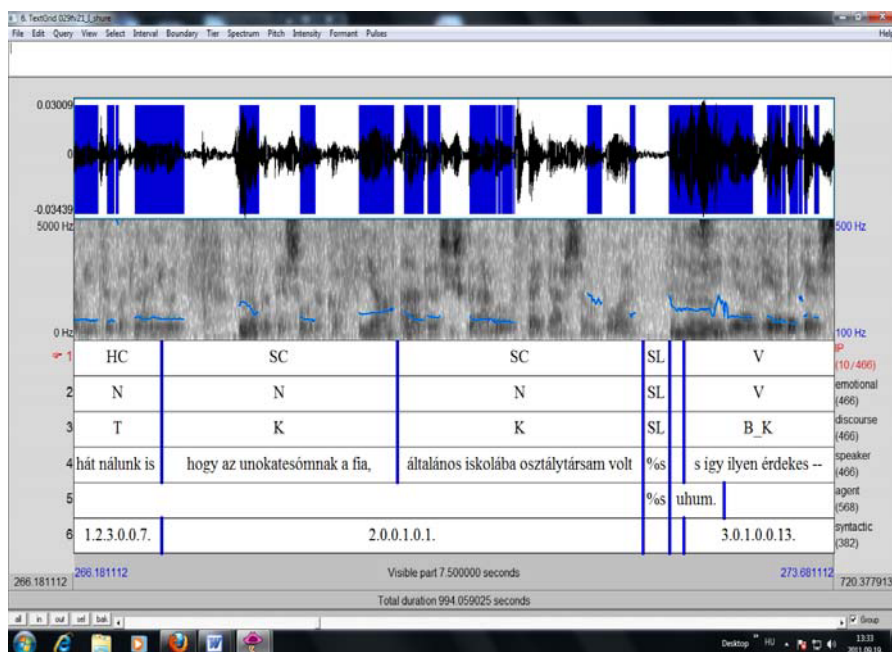 6. TextGrid 029fv21_I_shure
File Edit Query View Select Interval Boundary Tier Spectrum Pitch Intensity Formant Pulses Help
0.03009
0
-0.03439
5000 Hz 500 Hz
0 Hz 100 Hz
1 HC SC SC SL V IP (10/466)
2 N N N SL V emotional (466)
3 T K K SL B_K discourse (466)
4 hát nálunk is hogy az unokatesómnak a fia, általános iskolába osztálytársam volt %s s így ilyen érdekes -- speaker (466)
5 %s uhum. agent (568)
6 1.2.3.0.0.7. 2.0.0.1.0.1. 3.0.1.0.0.13. syntactic (382)
266.181112 266.181112 Visible part 7.500000 seconds 273.681112 720.377913
Total duration 994.059025 seconds
all in out sel bak Group
Desktop HU 13:33
2011.09.19.